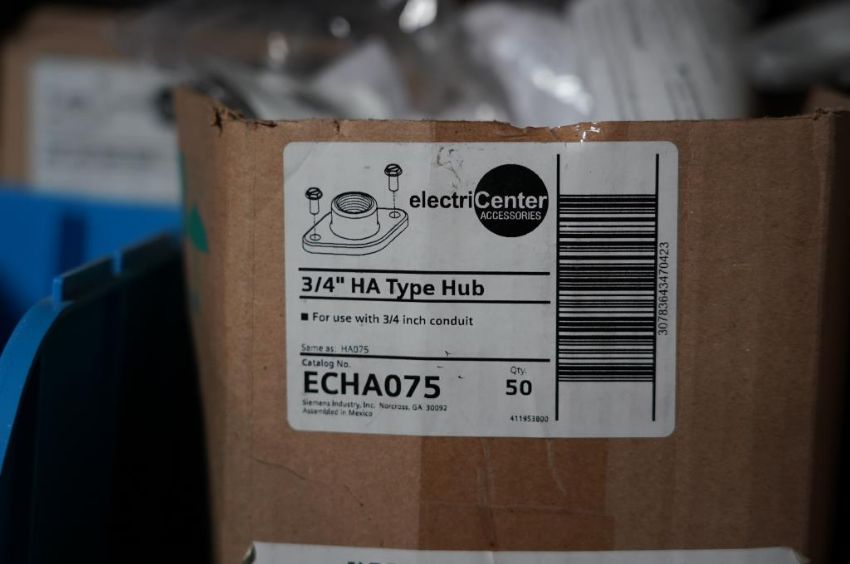 electriCenter
ACCESSORIES
3/4" HA Type Hub
■ For use with 3/4 inch conduit
Same as: HA075
Catalog No.
ECHA075
Qty.
50
Siemens Industry, Inc. Norcross, GA 30092
Assembled in Mexico
411953800
30783643470423